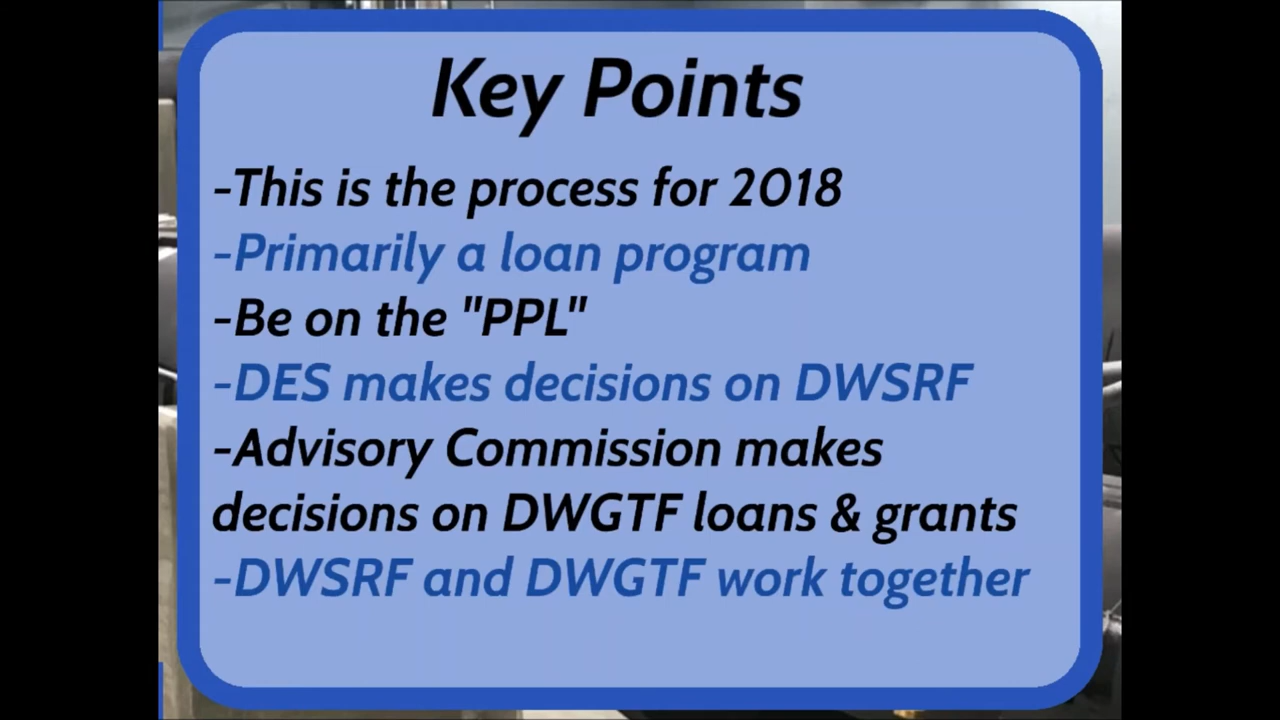 Key Points
-This is the process for 2018
-Primarily a loan program
-Be on the "PPL"
-DES makes decisions on DWSRF
-Advisory Commission makes
decisions on DWGTF loans & grants
-DWSRF and DWGTF work together